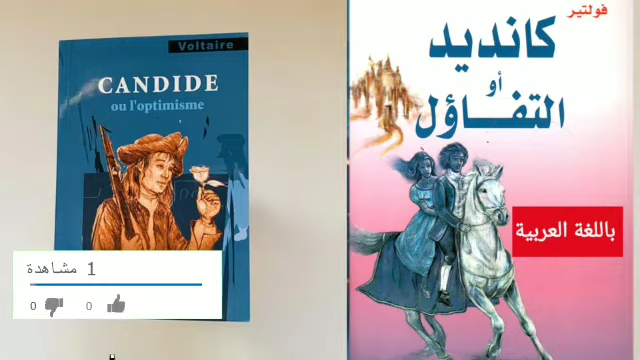 Voltaire
CANDIDE
ou l'optimisme
1 مشاهدة
0 0
فولتير
كانديد
أو
التفاؤل
باللغة العربية